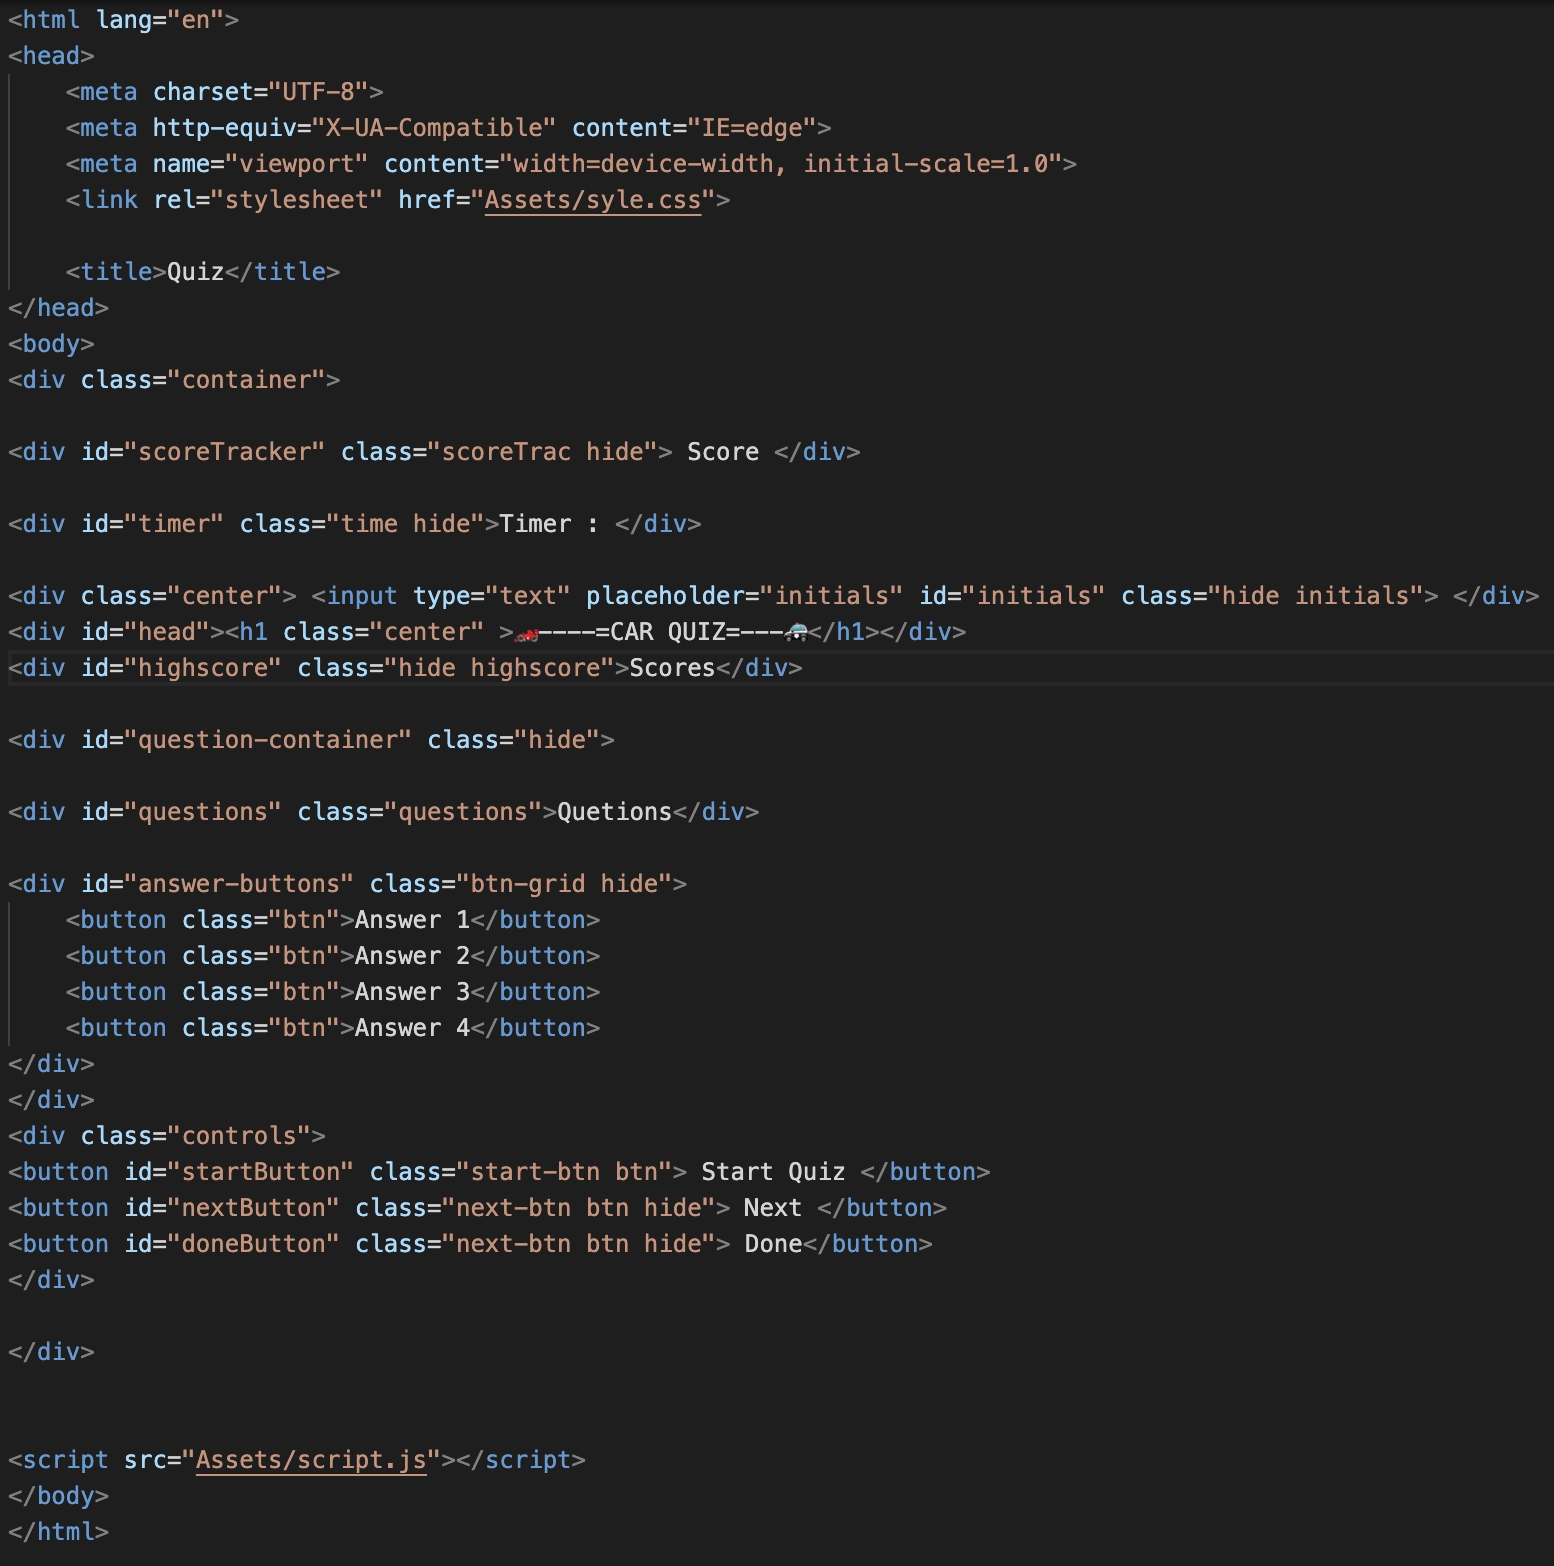 <html lang="en">
<head>
    <meta charset="UTF-8">
    <meta http-equiv="X-UA-Compatible" content="IE=edge">
    <meta name="viewport" content="width=device-width, initial-scale=1.0">
    <link rel="stylesheet" href="Assets/syle.css">

    <title>Quiz</title>
</head>
<body>
<div class="container">

<div id="scoreTracker" class="scoreTrac hide"> Score </div>

<div id="timer" class="time hide">Timer : </div>

<div class="center"> <input type="text" placeholder="initials" id="initials" class="hide initials"> </div>
<div id="head"><h1 class="center" >🏎----=CAR QUIZ=---🚓</h1></div>
<div id="highscore" class="hide highscore">Scores</div>

<div id="question-container" class="hide">

<div id="questions" class="questions">Quetions</div>

<div id="answer-buttons" class="btn-grid hide">
    <button class="btn">Answer 1</button>
    <button class="btn">Answer 2</button>
    <button class="btn">Answer 3</button>
    <button class="btn">Answer 4</button>
</div>
</div>
<div class="controls">
<button id="startButton" class="start-btn btn"> Start Quiz </button>
<button id="nextButton" class="next-btn btn hide"> Next </button>
<button id="doneButton" class="next-btn btn hide"> Done</button>
</div>

</div>


<script src="Assets/script.js"></script>
</body>
</html>